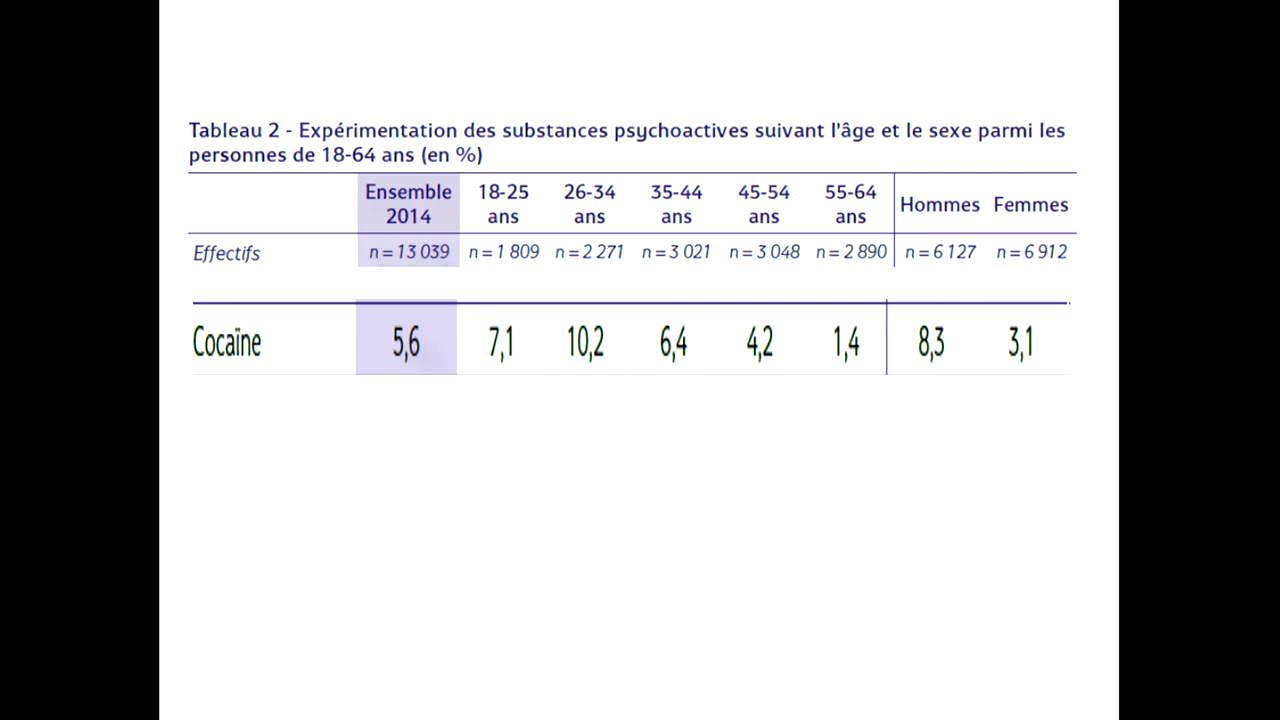 Tableau 2 - Expérimentation des substances psychoactives suivant l'âge et le sexe parmi les
personnes de 18-64 ans (en %)
Ensemble 2014 18-25 ans 26-34 ans 35-44 ans 45-54 ans 55-64 ans Hommes Femmes
Effectifs n=13 039 n=1 809 n=2 271 n=3 021 n=3 048 n=2 890 n=6 127 n=6 912
Cocaïne 5,6 7,1 10,2 6,4 4,2 1,4 8,3 3,1